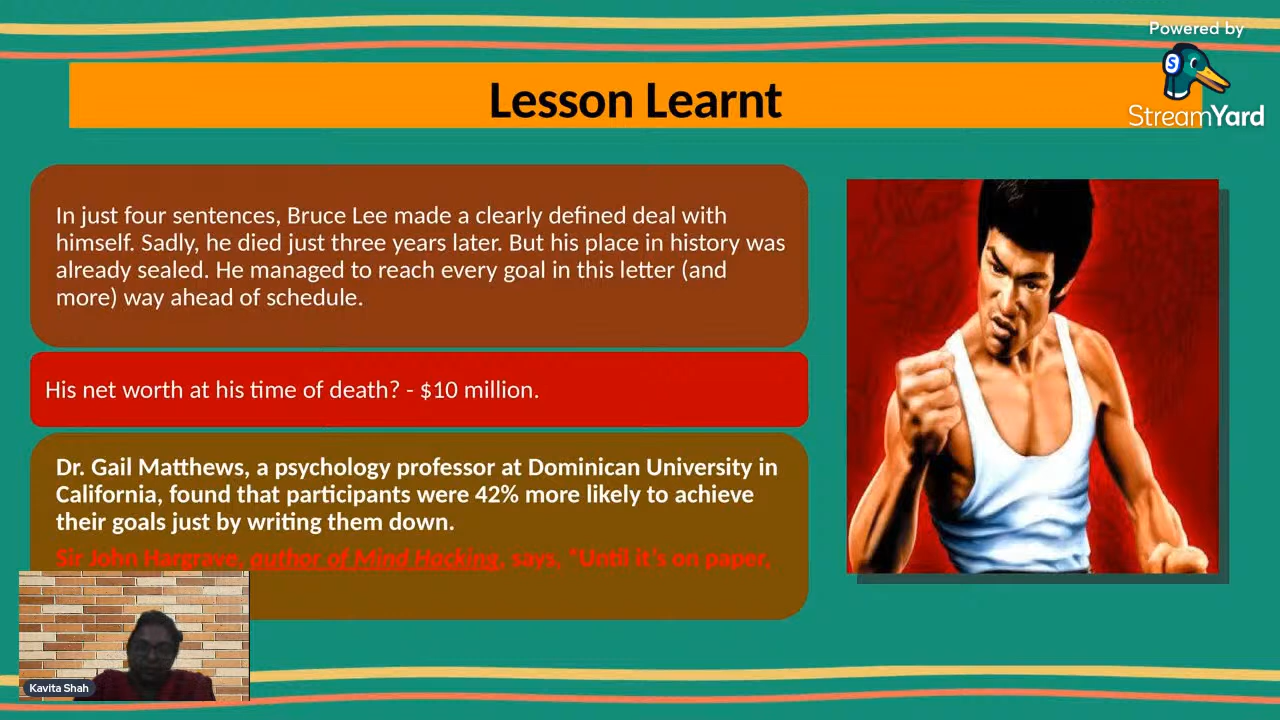 Powered by
StreamYard
Lesson Learnt
In just four sentences, Bruce Lee made a clearly defined deal with
himself. Sadly, he died just three years later. But his place in history was
already sealed. He managed to reach every goal in this letter (and
more) way ahead of schedule.
His net worth at his time of death? - $10 million.
Dr. Gail Matthews, a psychology professor at Dominican University in
California, found that participants were 42% more likely to achieve
their goals just by writing them down.
Sir John Hargrave, author of Mind Hacking, says, “Until it’s on paper,
Kavita Shah